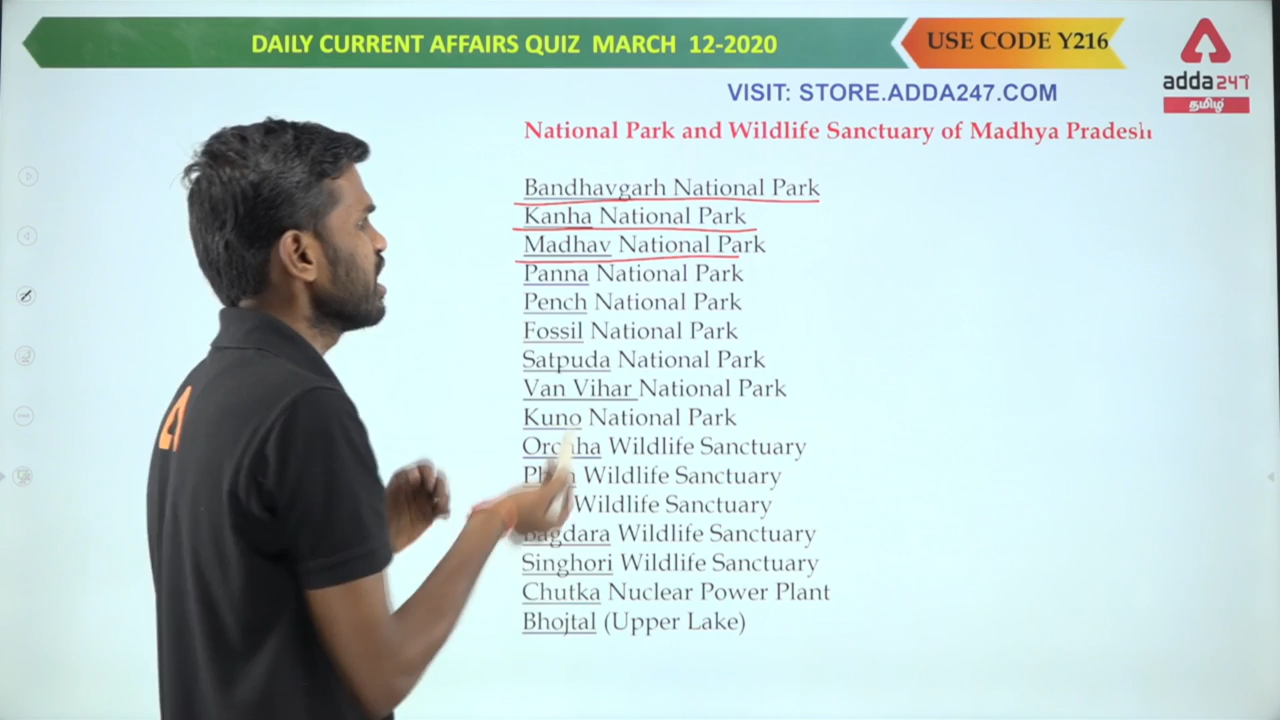 DAILY CURRENT AFFAIRS QUIZ MARCH 12-2020
USE CODE Y216
adda247
தமிழ்
VISIT: STORE.ADDA247.COM
National Park and Wildlife Sanctuary of Madhya Pradesh
Bandhavgarh National Park
Kanha National Park
Madhav National Park
Panna National Park
Pench National Park
Fossil National Park
Satpuda National Park
Van Vihar National Park
Kuno National Park
Wildlife Sanctuary
Wildlife Sanctuary
Wildlife Sanctuary
Bagdara Wildlife Sanctuary
Singhori Wildlife Sanctuary
Chutka Nuclear Power Plant
Bhojtal (Upper Lake)